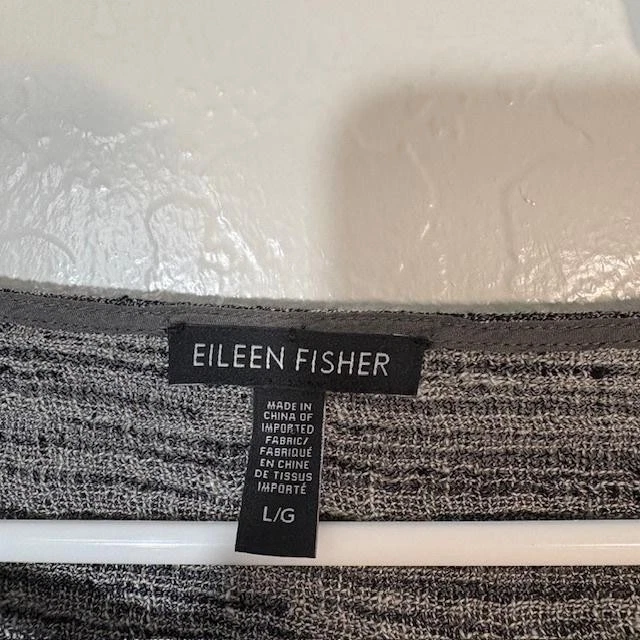 EILEEN FISHER
MADE IN
CHINA OF
IMPORTED
FABRIC/
FABRIQUÉ
EN CHINE
DE TISSUS
IMPORTÉ
L/G